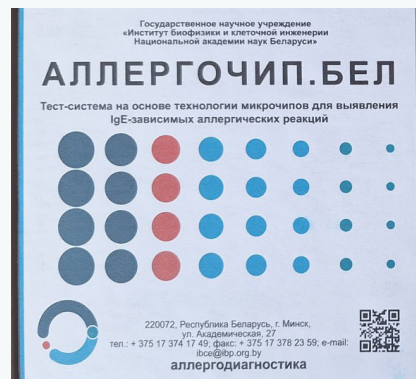 Государственное научное учреждение
«Институт биофизики и клеточной инженерии
Национальной академии наук Беларуси»
АЛЛЕРГОЧИП.БЕЛ
Тест-система на основе технологии микрочипов для выявления
IgE-зависимых аллергических реакций
220072, Республика Беларусь, г. Минск,
ул. Академическая, 27
тел.: + 375 17 374 17 49; факс: + 375 17 378 23 59; e-mail:
ibce@ibp.org.by
аллергодиагностика